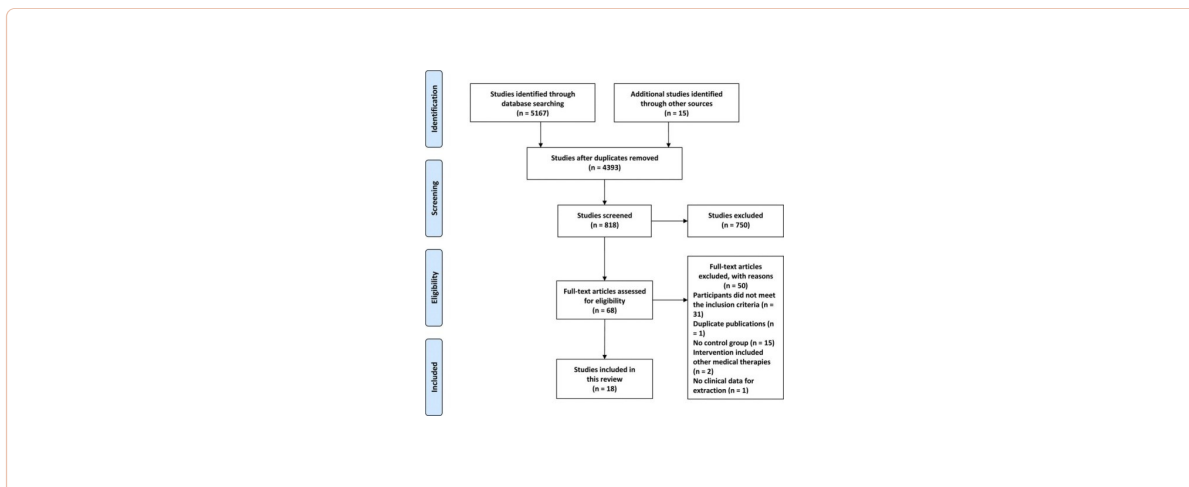 Identification
Studies identified through
database searching
(n = 5167)
Additional studies identified
through other sources
(n = 15)
Studies after duplicates removed
(n = 4393)
Screening
Studies screened
(n = 818)
Studies excluded
(n = 750)
Eligibility
Full-text articles assessed
for eligibility
(n = 68)
Full-text articles
excluded, with reasons
(n = 50)
Participants did not meet
the inclusion criteria (n =
31)
Duplicate publications (n
= 1)
No control group (n = 15)
Intervention included
other medical therapies
(n = 2)
No clinical data for
extraction (n = 1)
Included
Studies included in
this review
(n = 18)